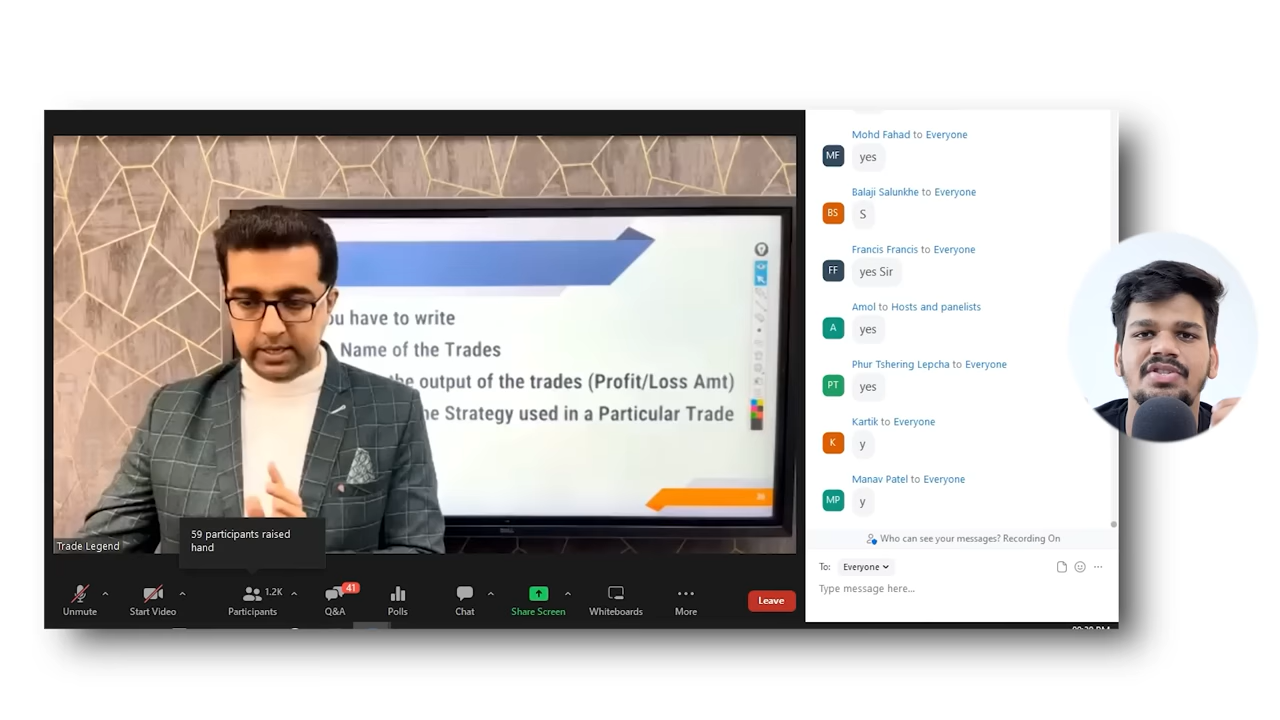 ou have to write
Name of the Trades
the output of the trades (Profit/Loss Amt)
he Strategy used in a Particular Trade
36
Trade Legend
59 participants raised
hand
Unmute
Start Video
1.2K
Participants
41
Q&A
Polls
Chat
Share Screen
Whiteboards
More
Leave
Mohd Fahad to Everyone
MF
yes
Balaji Salunkhe to Everyone
BS
S
Francis Francis to Everyone
FF
yes Sir
Amol to Hosts and panelists
A
yes
Phur Tshering Lepcha to Everyone
PT
yes
Kartik to Everyone
K
y
Manav Patel to Everyone
MP
y
Who can see your messages? Recording On
To: Everyone
Type message here...